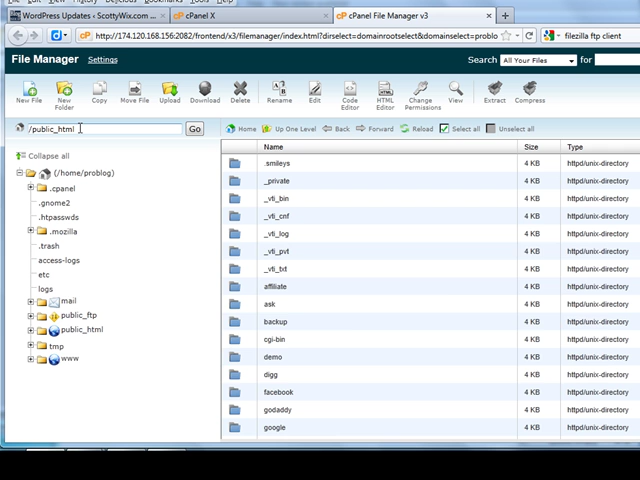 WordPress Updates ‹ ScottyWix.com ... × cP cPanel X × cP cPanel File Manager v3 × +
http://174.120.168.156:2082/frontend/x3/filemanager/index.html?dirselect=domainrootselect&domainselect=problo
filezilla ftp client
File Manager Settings Search All Your Files for
New File New Folder Copy Move File Upload Download Delete Rename Edit Code Editor HTML Editor Change Permissions View Extract Compress
/public_html Go Home Up One Level Back Forward Reload Select all Unselect all
Collapse all
(/home/problog)
.cpanel
.gnome2
.htpasswds
.mozilla
.trash
access-logs
etc
logs
mail
public_ftp
public_html
tmp
www
Name Size Type
.smileys 4 KB httpd/unix-directory
_private 4 KB httpd/unix-directory
_vti_bin 4 KB httpd/unix-directory
_vti_cnf 4 KB httpd/unix-directory
_vti_log 4 KB httpd/unix-directory
_vti_pvt 4 KB httpd/unix-directory
_vti_txt 4 KB httpd/unix-directory
affiliate 4 KB httpd/unix-directory
ask 4 KB httpd/unix-directory
backup 4 KB httpd/unix-directory
cgi-bin 4 KB httpd/unix-directory
demo 4 KB httpd/unix-directory
digg 4 KB httpd/unix-directory
facebook 4 KB httpd/unix-directory
godaddy 4 KB httpd/unix-directory
google 4 KB httpd/unix-directory